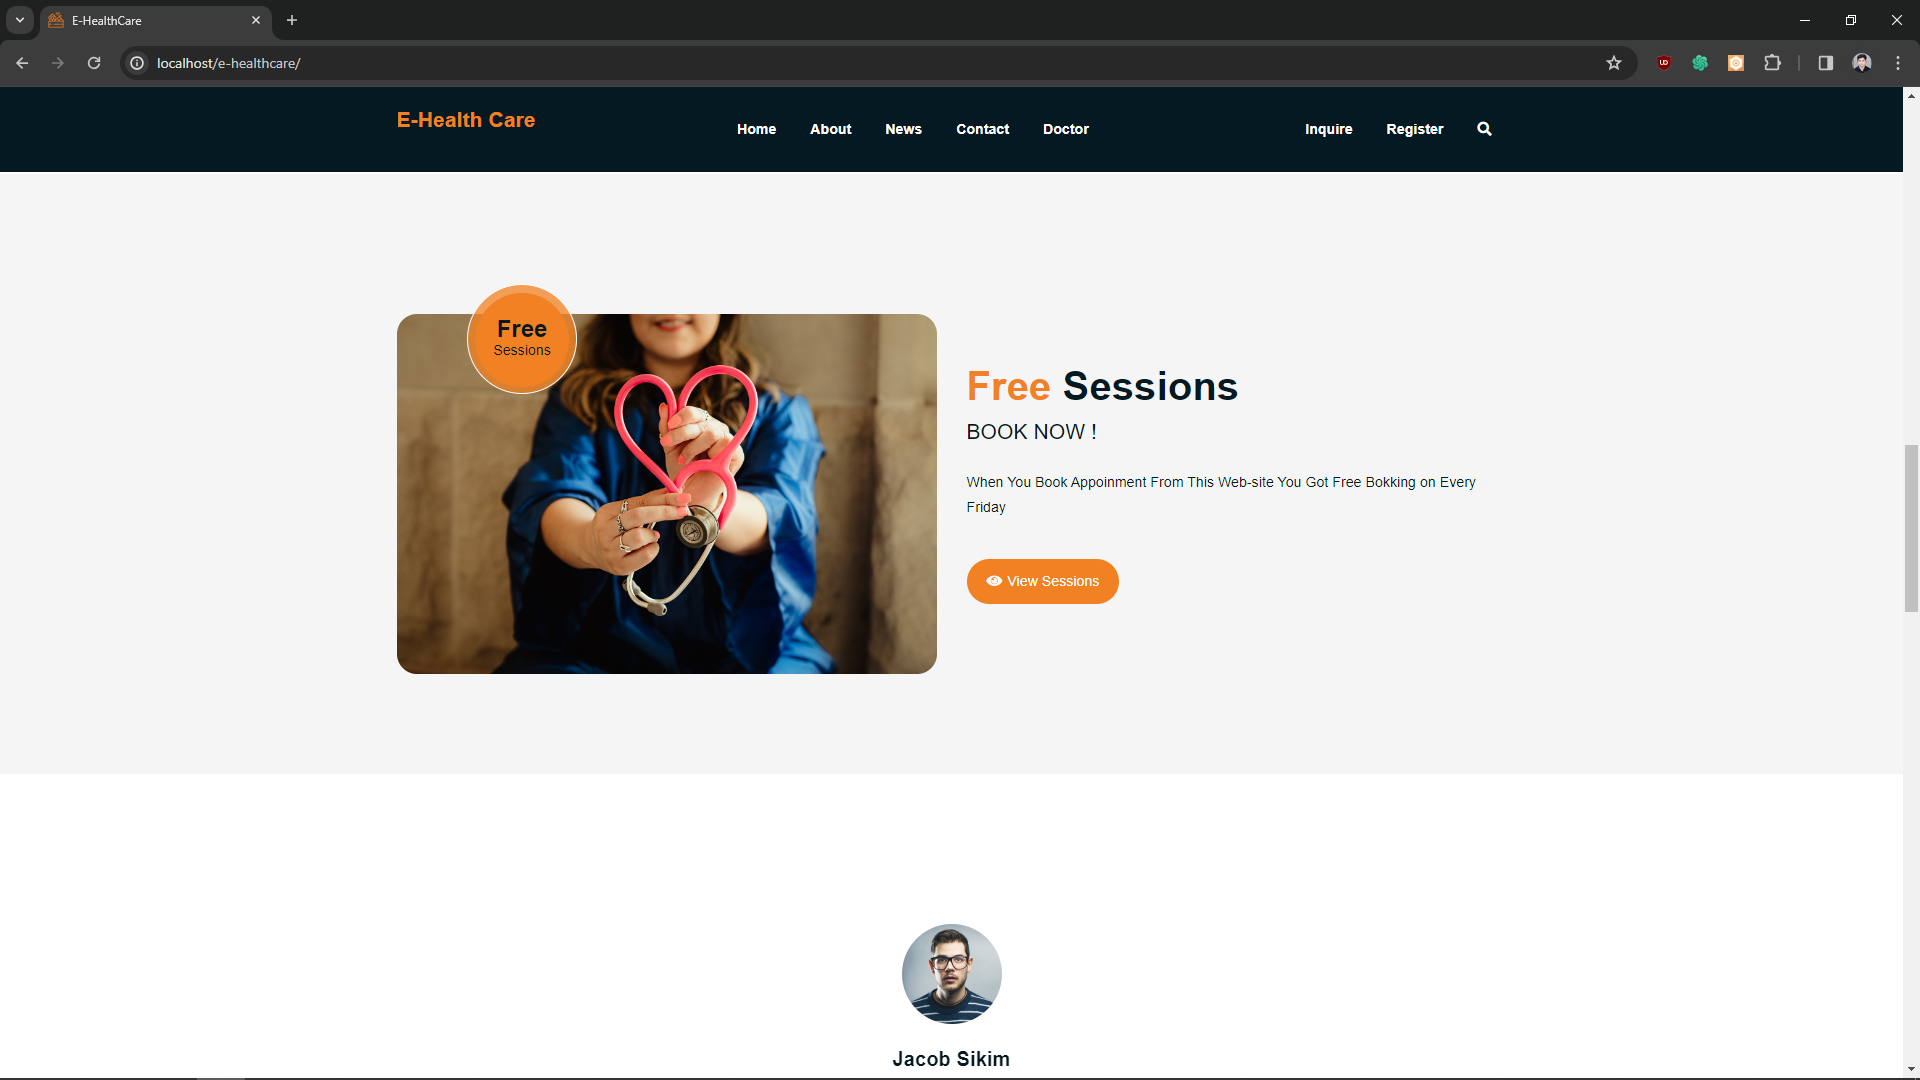 E-HealthCare
localhost/e-healthcare/
E-Health Care
Home About News Contact Doctor Inquire Register
Free
Sessions
Free Sessions
BOOK NOW !
When You Book Appoinment From This Web-site You Got Free Bokking on Every
Friday
View Sessions
Jacob Sikim